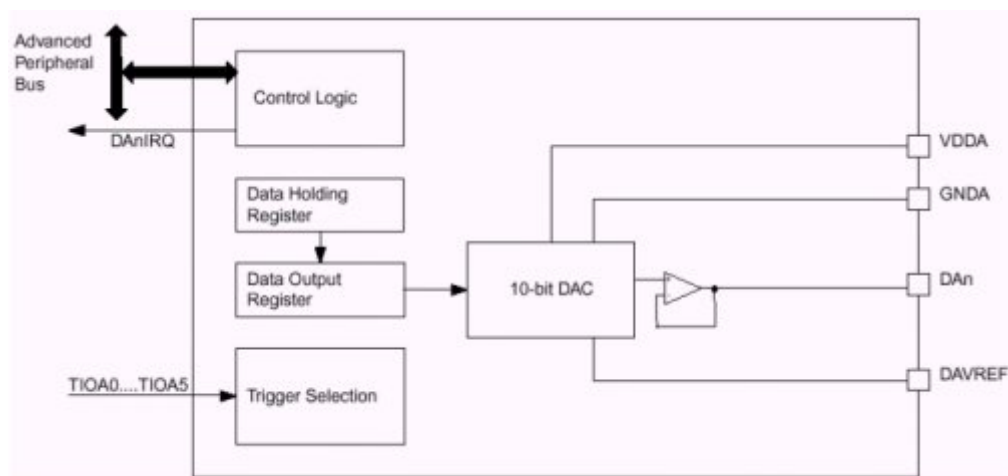 Advanced
Peripheral
Bus
Control Logic
DAnIRQ
VDDA
Data Holding
Register
GNDA
Data Output
Register
10-bit DAC
DAn
TIOA0....TIOA5
Trigger Selection
DAVREF